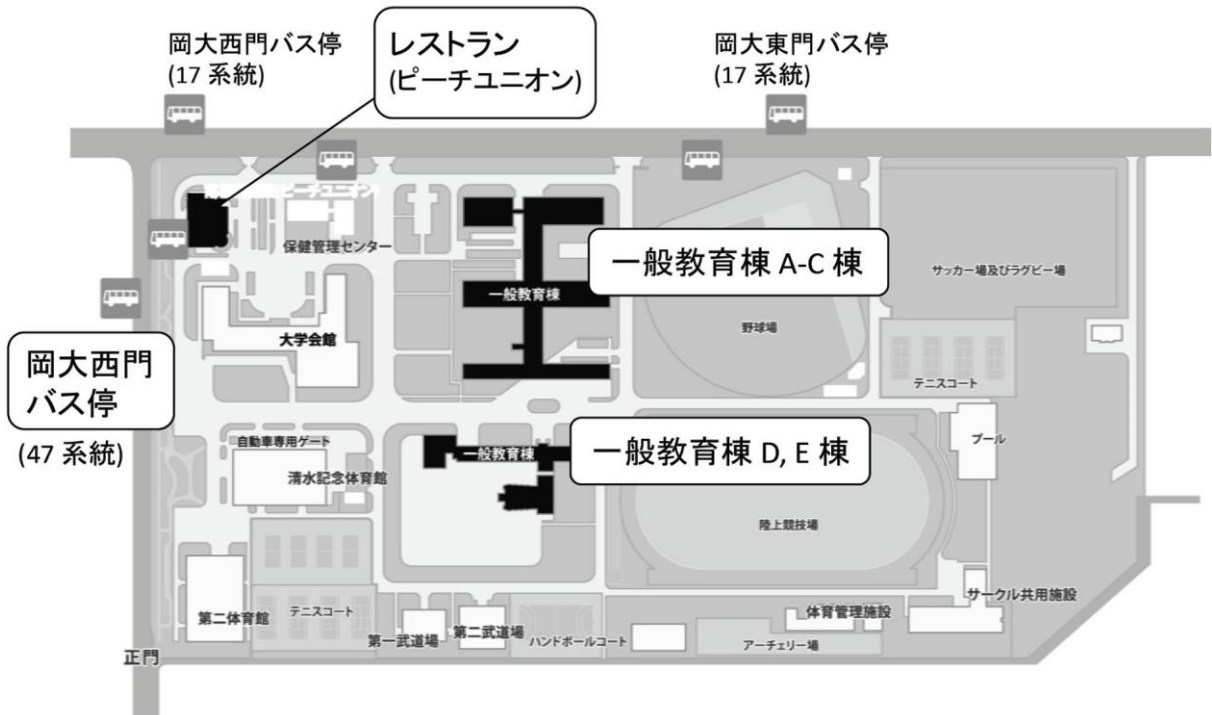 岡大西門バス停
(17 系統)
レストラン
(ピーチユニオン)
岡大東門バス停
(17 系統)
ピーチユニオン
保健管理センター
一般教育棟 A-C 棟
サッカー場及びラグビー場
一般教育棟
野球場
大学会館
岡大西門
バス停
(47 系統)
テニスコート
自動車専用ゲート
一般教育棟
一般教育棟 D, E 棟
プール
清水記念体育館
陸上競技場
サークル共用施設
第二体育館
テニスコート
第一武道場
第二武道場
ハンドボールコート
体育管理施設
アーチェリー場
正門